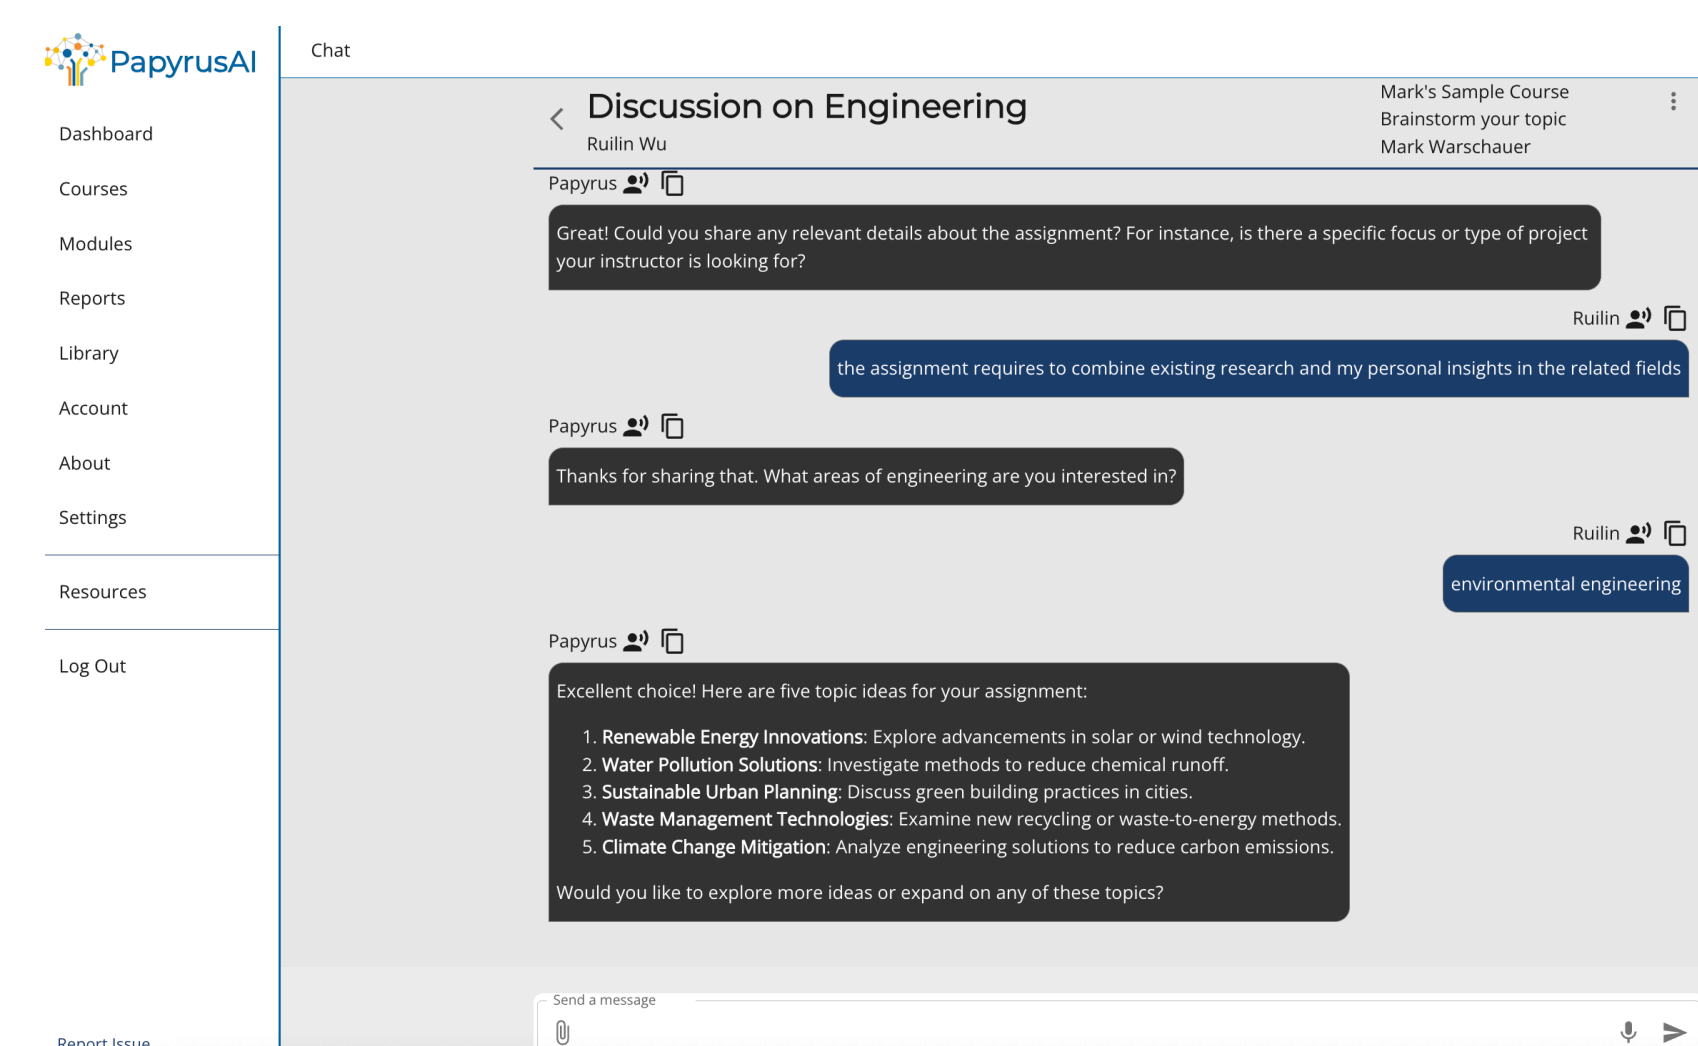 PapyrusAI
Dashboard
Courses
Modules
Reports
Library
Account
About
Settings
Resources
Log Out
Report Issue
Chat
Discussion on Engineering
Ruilin Wu
Mark's Sample Course
Brainstorm your topic
Mark Warschauer
Papyrus
Great! Could you share any relevant details about the assignment? For instance, is there a specific focus or type of project
your instructor is looking for?
Ruilin
the assignment requires to combine existing research and my personal insights in the related fields
Papyrus
Thanks for sharing that. What areas of engineering are you interested in?
Ruilin
environmental engineering
Papyrus
Excellent choice! Here are five topic ideas for your assignment:
1. Renewable Energy Innovations: Explore advancements in solar or wind technology.
2. Water Pollution Solutions: Investigate methods to reduce chemical runoff.
3. Sustainable Urban Planning: Discuss green building practices in cities.
4. Waste Management Technologies: Examine new recycling or waste-to-energy methods.
5. Climate Change Mitigation: Analyze engineering solutions to reduce carbon emissions.
Would you like to explore more ideas or expand on any of these topics?
Send a message